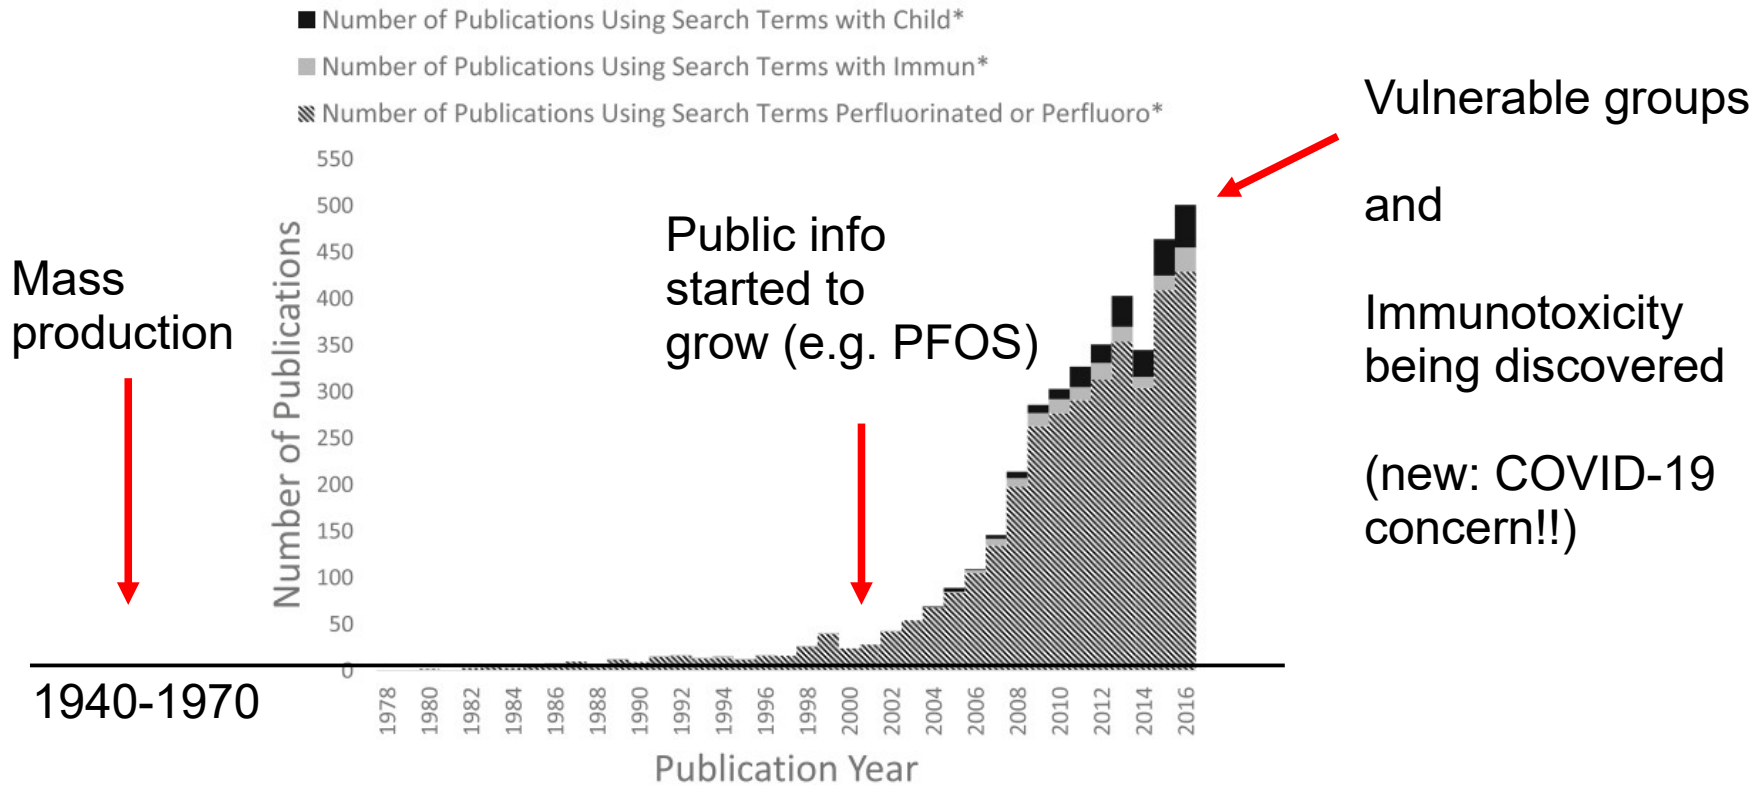 Number of Publications Using Search Terms with Child*
Number of Publications Using Search Terms with Immun*
Number of Publications Using Search Terms Perfluorinated or Perfluoro*
Mass
production
1940-1970
Number of Publications
550
500
450
400
350
300
250
200
150
100
50
0
Public info
started to
grow (e.g. PFOS)
Vulnerable groups
and
Immunotoxicity
being discovered
(new: COVID-19
concern!!)
1978
1980
1982
1984
1986
1988
1990
1992
1994
1996
1998
2000
2002
2004
2006
2008
2010
2012
2014
2016
Publication Year